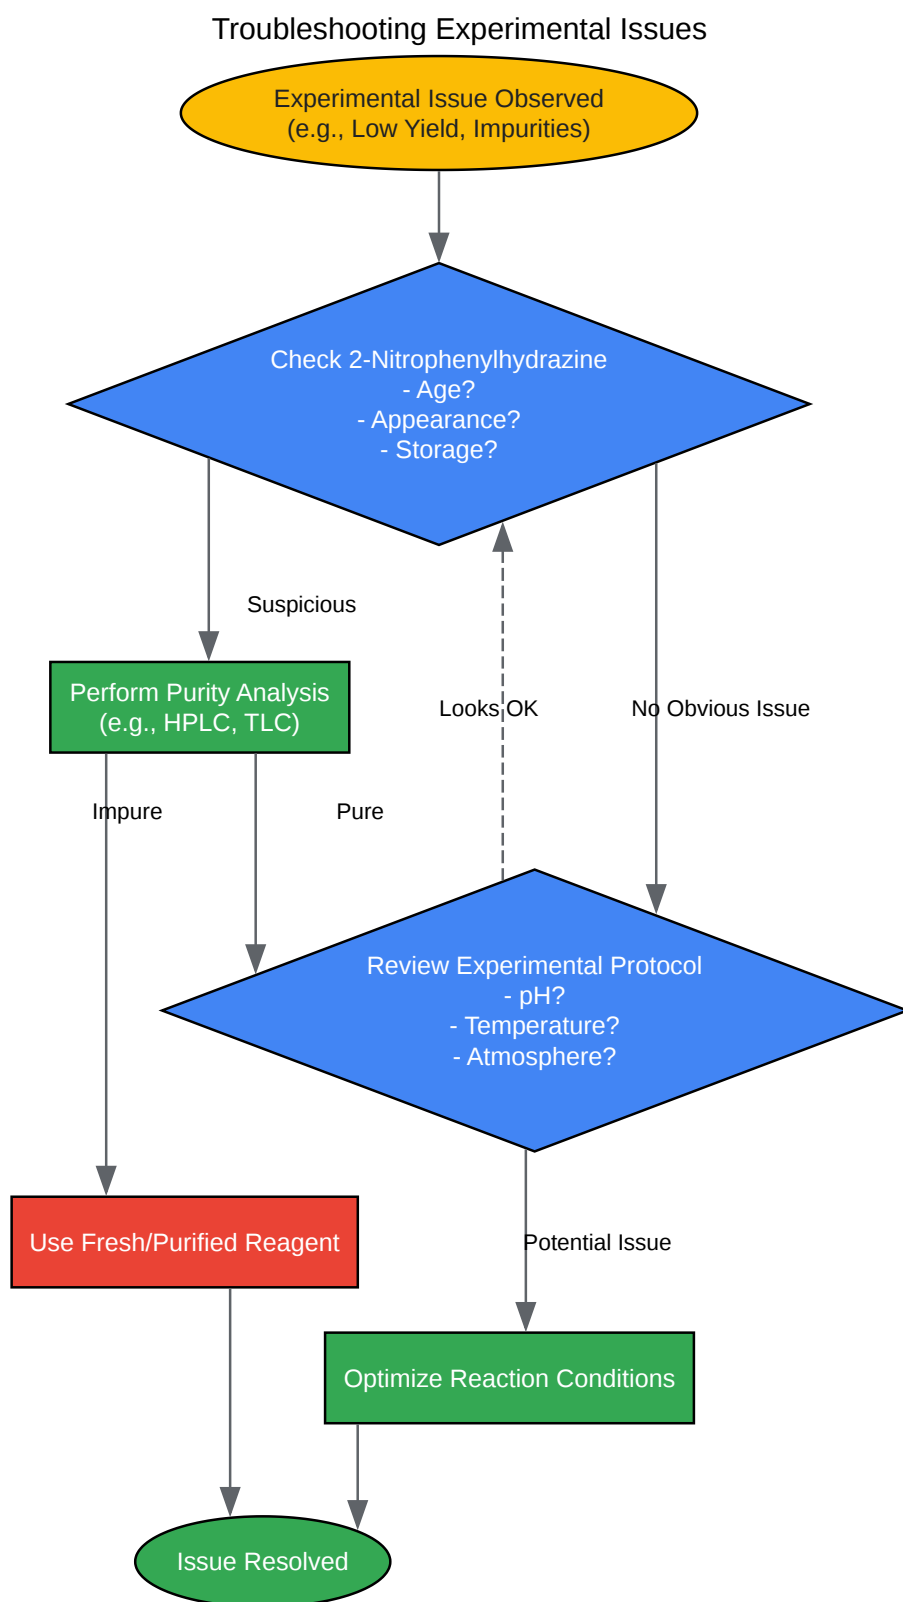 Troubleshooting Experimental Issues
Experimental Issue Observed
(e.g., Low Yield, Impurities)
Check 2-Nitrophenylhydrazine
- Age?
- Appearance?
- Storage?
Suspicious
Perform Purity Analysis
(e.g., HPLC, TLC)
Looks OK
No Obvious Issue
Impure
Pure
Review Experimental Protocol
- pH?
- Temperature?
- Atmosphere?
Use Fresh/Purified Reagent
Potential Issue
Optimize Reaction Conditions
Issue Resolved